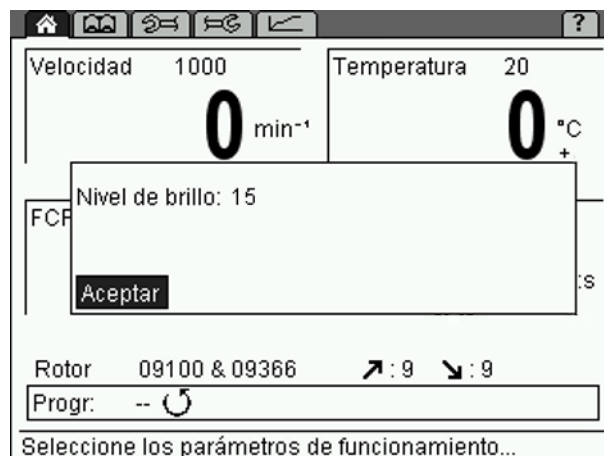 ?
Velocidad 1000
0 min⁻¹
Temperatura 20
0 °C
+
Nivel de brillo: 15
Aceptar
FCF
:s
Rotor 09100 & 09366 ↗: 9 ↘: 9
Progr: -- ↺
Seleccione los parámetros de funcionamiento...